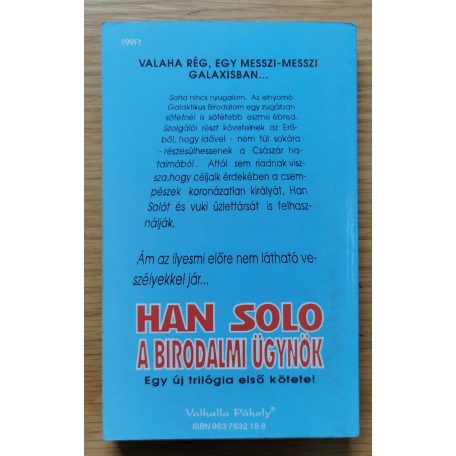 199Ft
VALAHA RÉG, EGY MESSZI-MESSZI
GALAXISBAN...
Soha nincs nyugalom. Az elnyomó
Galaktikus Birodalom egy zugában
sötétnél is sötétebb eszme ébred.
Szolgálói részt követelnek az Erő-
ből, hogy idővel - nem túl sokára
- részesülhessenek a Császár ha-
talmából. Attól sem riadnak visz-
sza, hogy céljaik érdekében a csem-
pészek koronázatlan királyát, Han
Solót és vuki üzlettársát is felhasz-
nálják.
Ám az ilyesmi előre nem látható ve-
szélyekkel jár...
HAN SOLO
A BIRODALMI ÜGYNÖK
Egy új trilógia első kötete!
Valhalla Páholy®
ISBN 963 7632 15 8